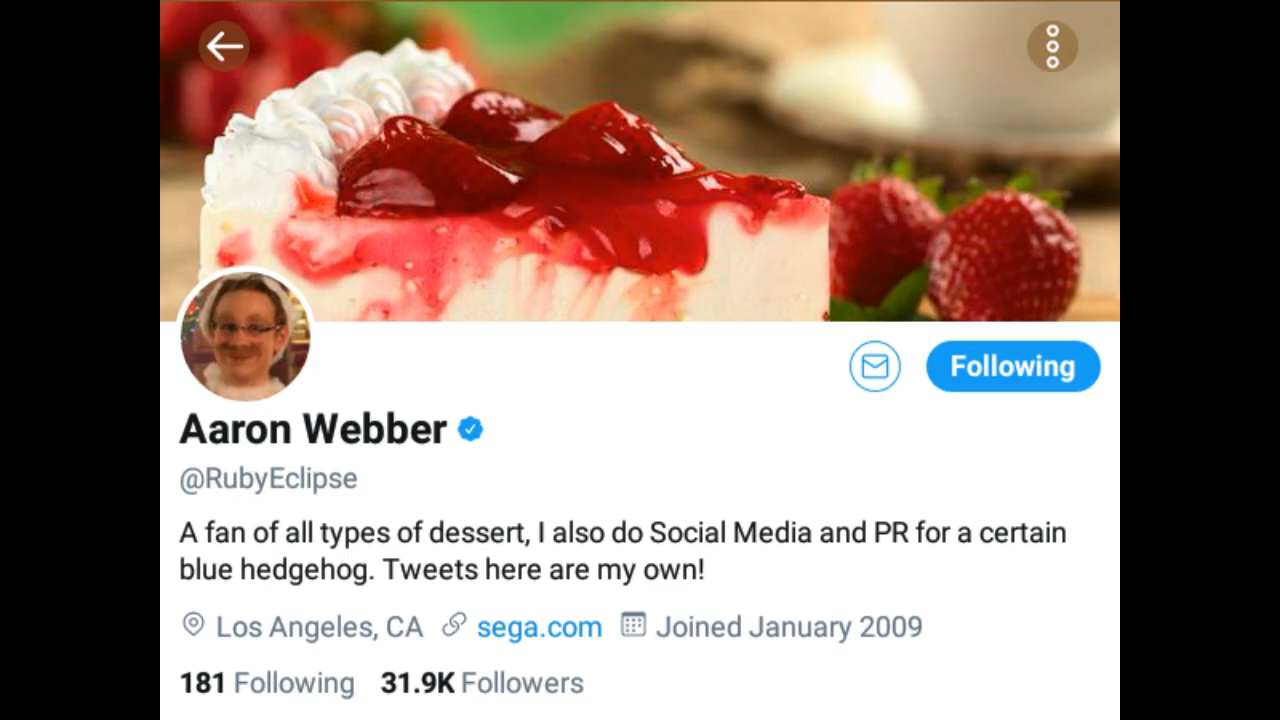 Following
Aaron Webber
@RubyEclipse
A fan of all types of dessert, I also do Social Media and PR for a certain
blue hedgehog. Tweets here are my own!
Los Angeles, CA sega.com Joined January 2009
181 Following 31.9K Followers